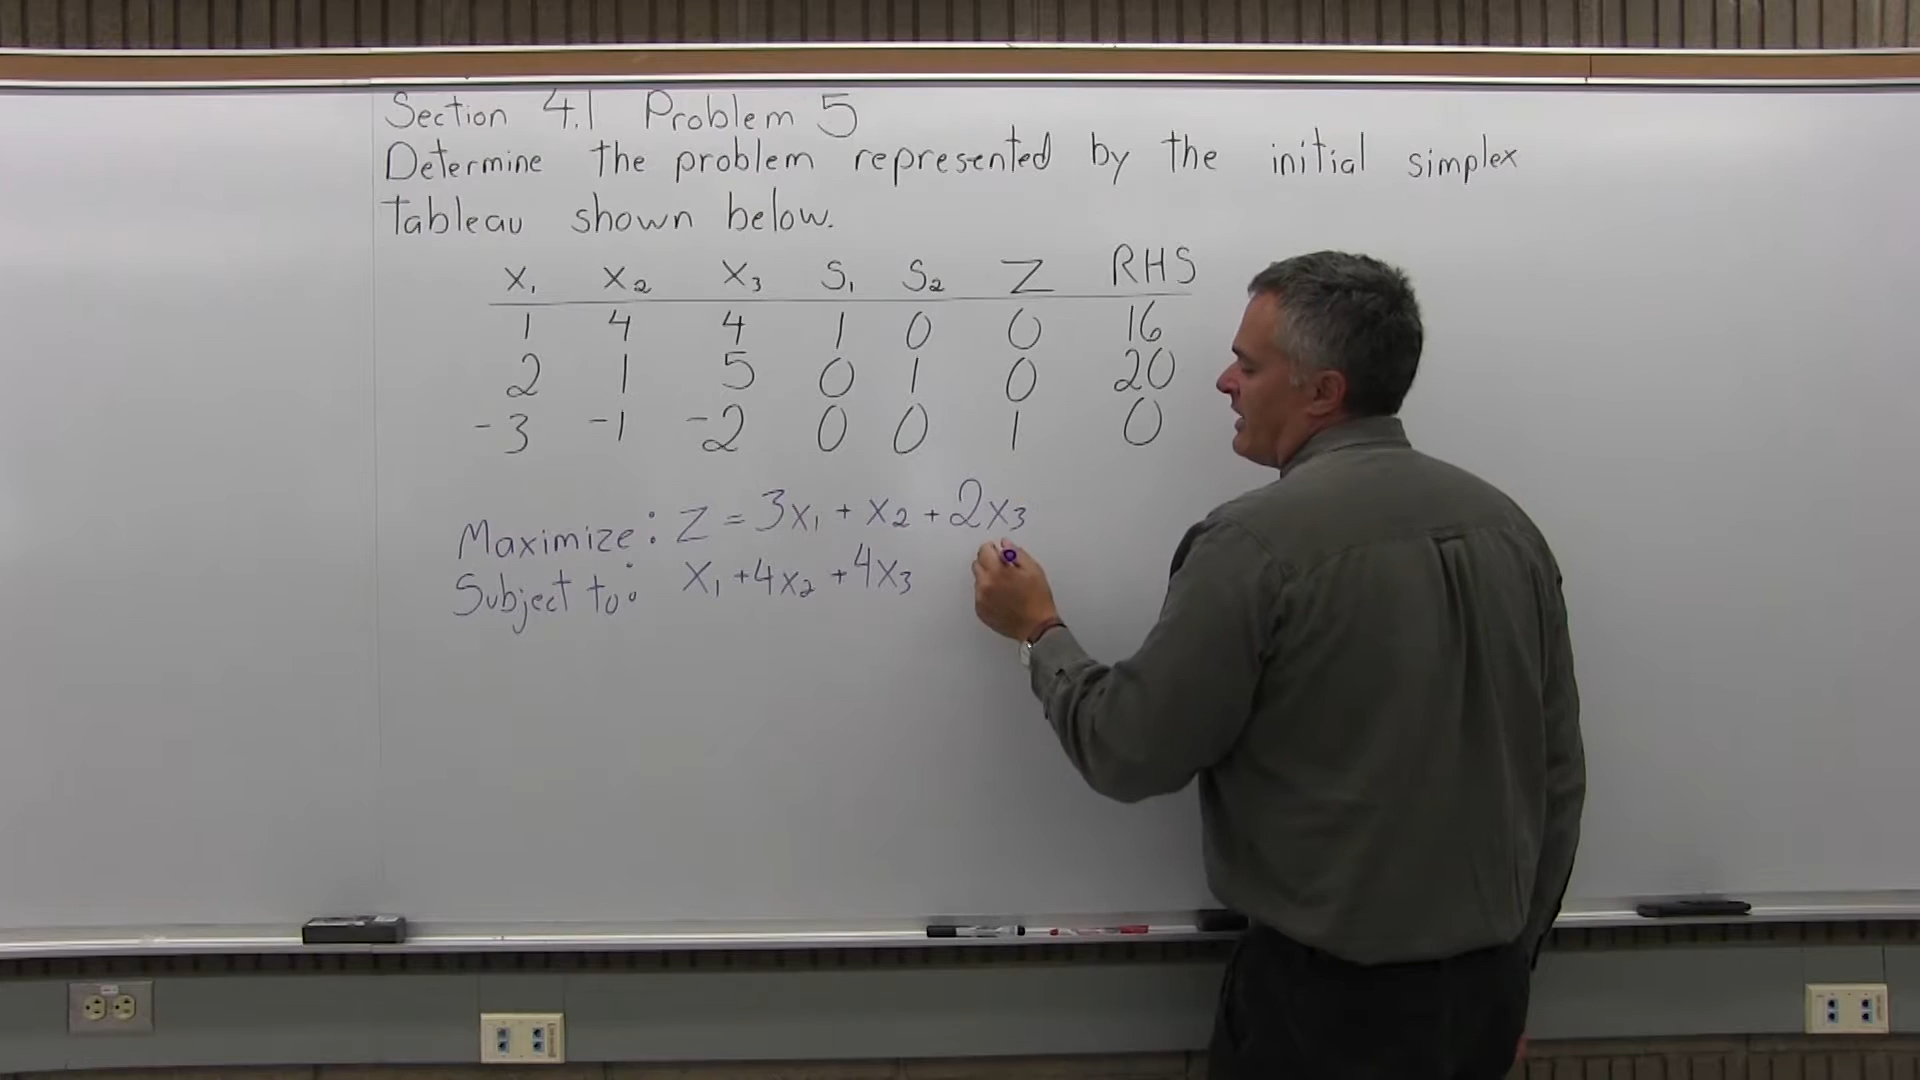 Section 4.1 Problem 5
Determine the problem represented by the initial simplex
tableau shown below.
x₁ x₂ x₃ S₁ S₂ Z RHS
1 4 4 1 0 0 16
2 1 5 0 1 0 20
-3 -1 -2 0 0 1 0
Maximize: Z = 3x₁ + x₂ + 2x₃
Subject to: x₁ + 4x₂ + 4x₃